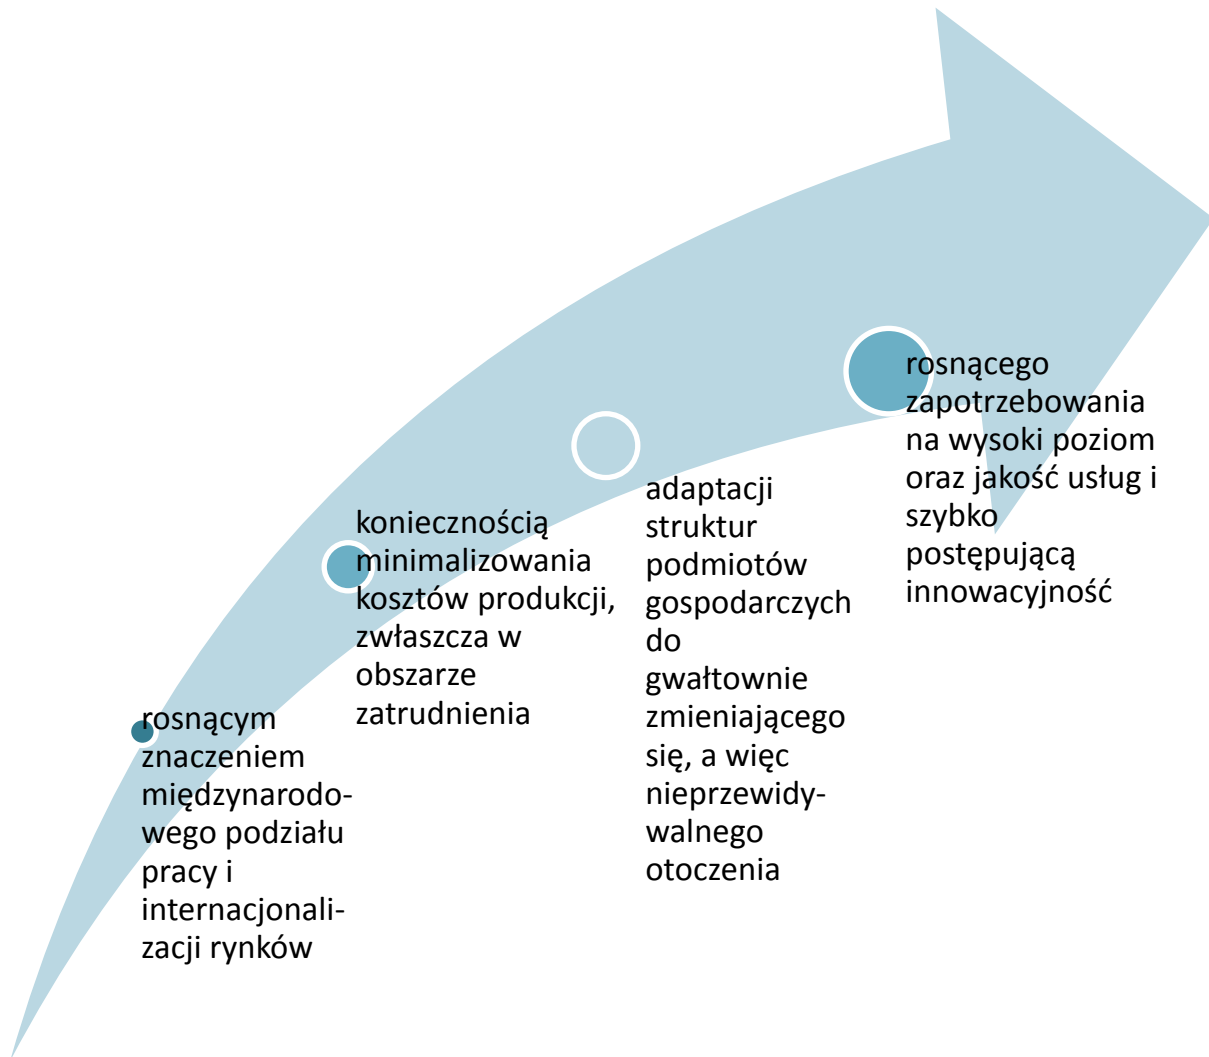 rosnącym
znaczeniem
międzynarodo-
wego podziału
pracy i
internacjonali-
zacji rynków
koniecznością
minimalizowania
kosztów produkcji,
zwłaszcza w
obszarze
zatrudnienia
adaptacji
struktur
podmiotów
gospodarczych
do
gwałtownie
zmieniającego
się, a więc
nieprzewidy-
walnego
otoczenia
rosnącego
zapotrzebowania
na wysoki poziom
oraz jakość usług i
szybko
postępującą
innowacyjność